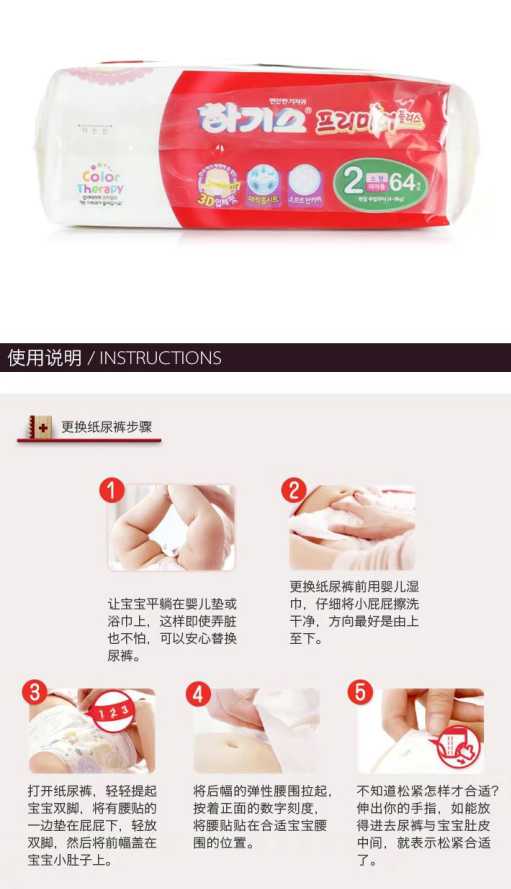 하기스®
프리미어
플러스
Color
Therapy
3D입체
2
소형
64
使用说明 / INSTRUCTIONS
更换纸尿裤步骤
1
2
让宝宝平躺在婴儿垫或
浴巾上，这样即使弄脏
也不怕，可以安心替换
尿裤。
更换纸尿裤前用婴儿湿
巾，仔细将小屁屁擦洗
干净，方向最好是由上
至下。
3
1 2 3
4
5
打开纸尿裤，轻轻提起
宝宝双脚，将有腰贴的
一边垫在屁屁下，轻放
双脚，然后将前幅盖在
宝宝小肚子上。
将后幅的弹性腰围拉起，
按着正面的数字刻度，
将腰贴贴在合适宝宝腰
围的位置。
不知道松紧怎样才合适？
伸出你的手指，如能放
得进去尿裤与宝宝肚皮
中间，就表示松紧合适
了。